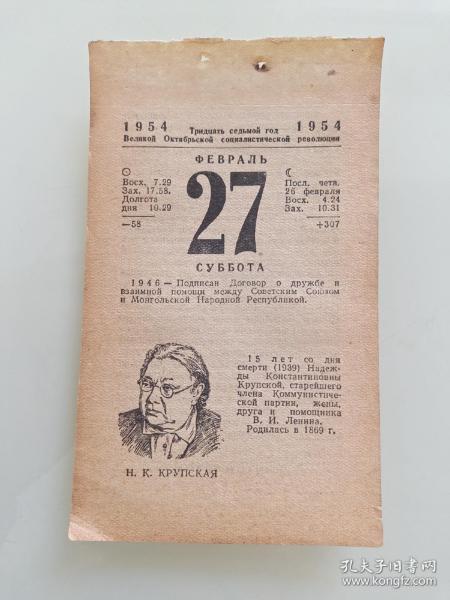 1954 Тридцать седьмой год 1954
Великой Октябрьской социалистической революции
ФЕВРАЛЬ
Восх. 7.29
Зах. 17.58.
Долгота
дня 10.29
—58
27
Посл. четв.
26 февраля
Восх. 4.24
Зах. 10.31
+307
СУББОТА
1946 — Подписан Договор о дружбе и
взаимной помощи между Советским Союзом
и Монгольской Народной Республикой.
15 лет со дня
смерти (1939) Надеж-
ды Константиновны
Крупской, старейшего
члена Коммунистиче-
ской партии, жены,
друга и помощника
В. И. Ленина.
Родилась в 1869 г.
Н. К. КРУПСКАЯ
孔夫子旧书网
www.kongfz.com